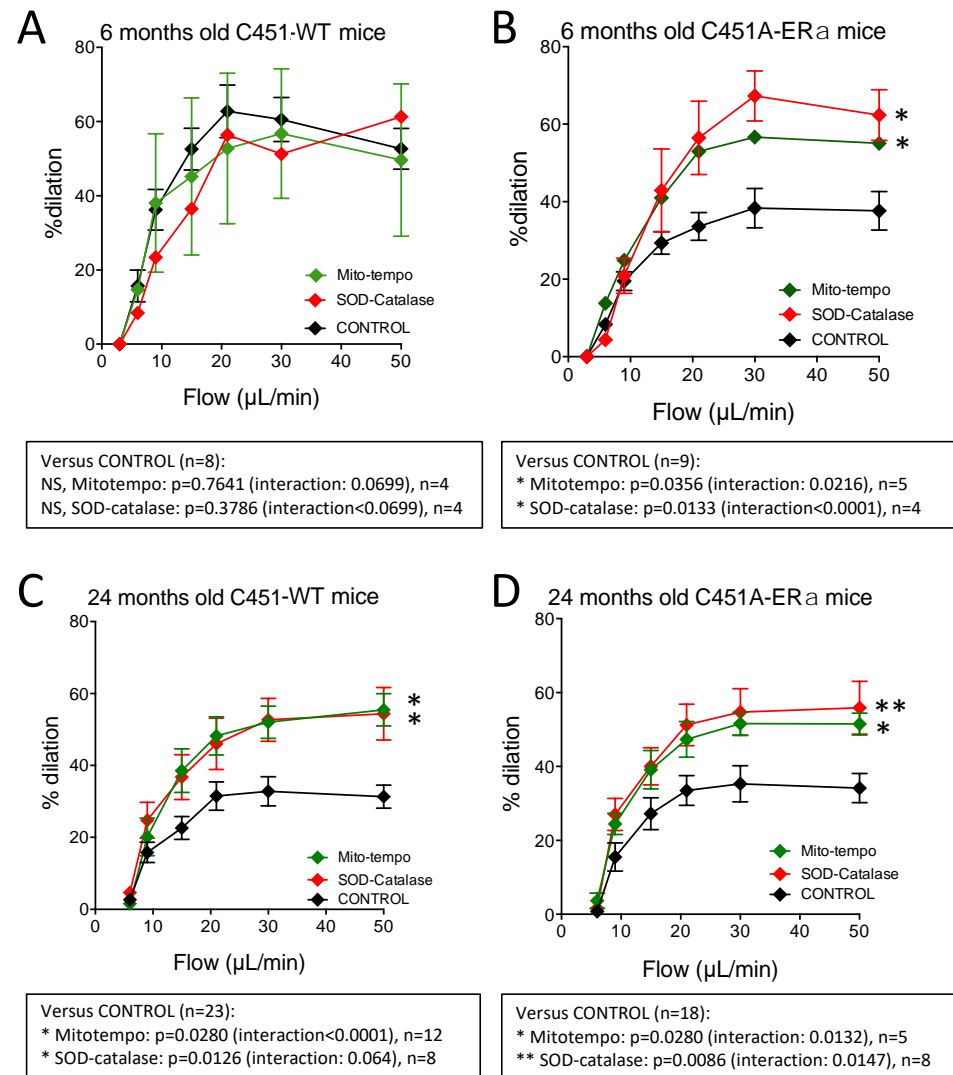 A
6 months old C451-WT mice
%dilation
80
60
40
20
0
0 10 20 30 40 50
Flow (µL/min)
Mito-tempo
SOD-Catalase
CONTROL
Versus CONTROL (n=8):
NS, Mitotempo: p=0.7641 (interaction: 0.0699), n=4
NS, SOD-catalase: p=0.3786 (interaction<0.0699), n=4
B
6 months old C451A-ERa mice
%dilation
80
60
40
20
0
0 10 20 30 40 50
Flow (µL/min)
*
*
Mito-tempo
SOD-Catalase
CONTROL
Versus CONTROL (n=9):
* Mitotempo: p=0.0356 (interaction: 0.0216), n=5
* SOD-catalase: p=0.0133 (interaction<0.0001), n=4
C
24 months old C451-WT mice
% dilation
80
60
40
20
0
0 10 20 30 40 50
Flow (µL/min)
*
*
Mito-tempo
SOD-Catalase
CONTROL
Versus CONTROL (n=23):
* Mitotempo: p=0.0280 (interaction<0.0001), n=12
* SOD-catalase: p=0.0126 (interaction: 0.064), n=8
D
24 months old C451A-ERa mice
% dilation
80
60
40
20
0
0 10 20 30 40 50
Flow (µL/min)
**
*
Mito-tempo
SOD-Catalase
CONTROL
Versus CONTROL (n=18):
* Mitotempo: p=0.0280 (interaction: 0.0132), n=5
** SOD-catalase: p=0.0086 (interaction: 0.0147), n=8